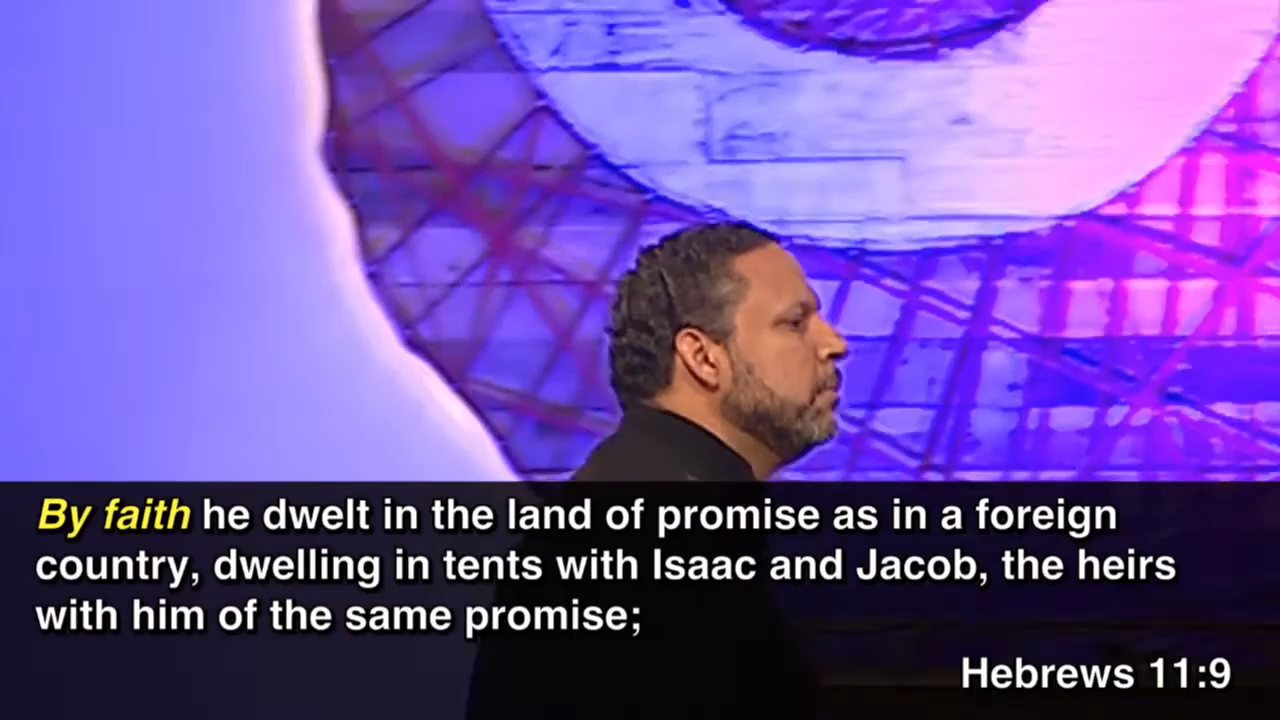 By faith he dwelt in the land of promise as in a foreign
country, dwelling in tents with Isaac and Jacob, the heirs
with him of the same promise;
Hebrews 11:9